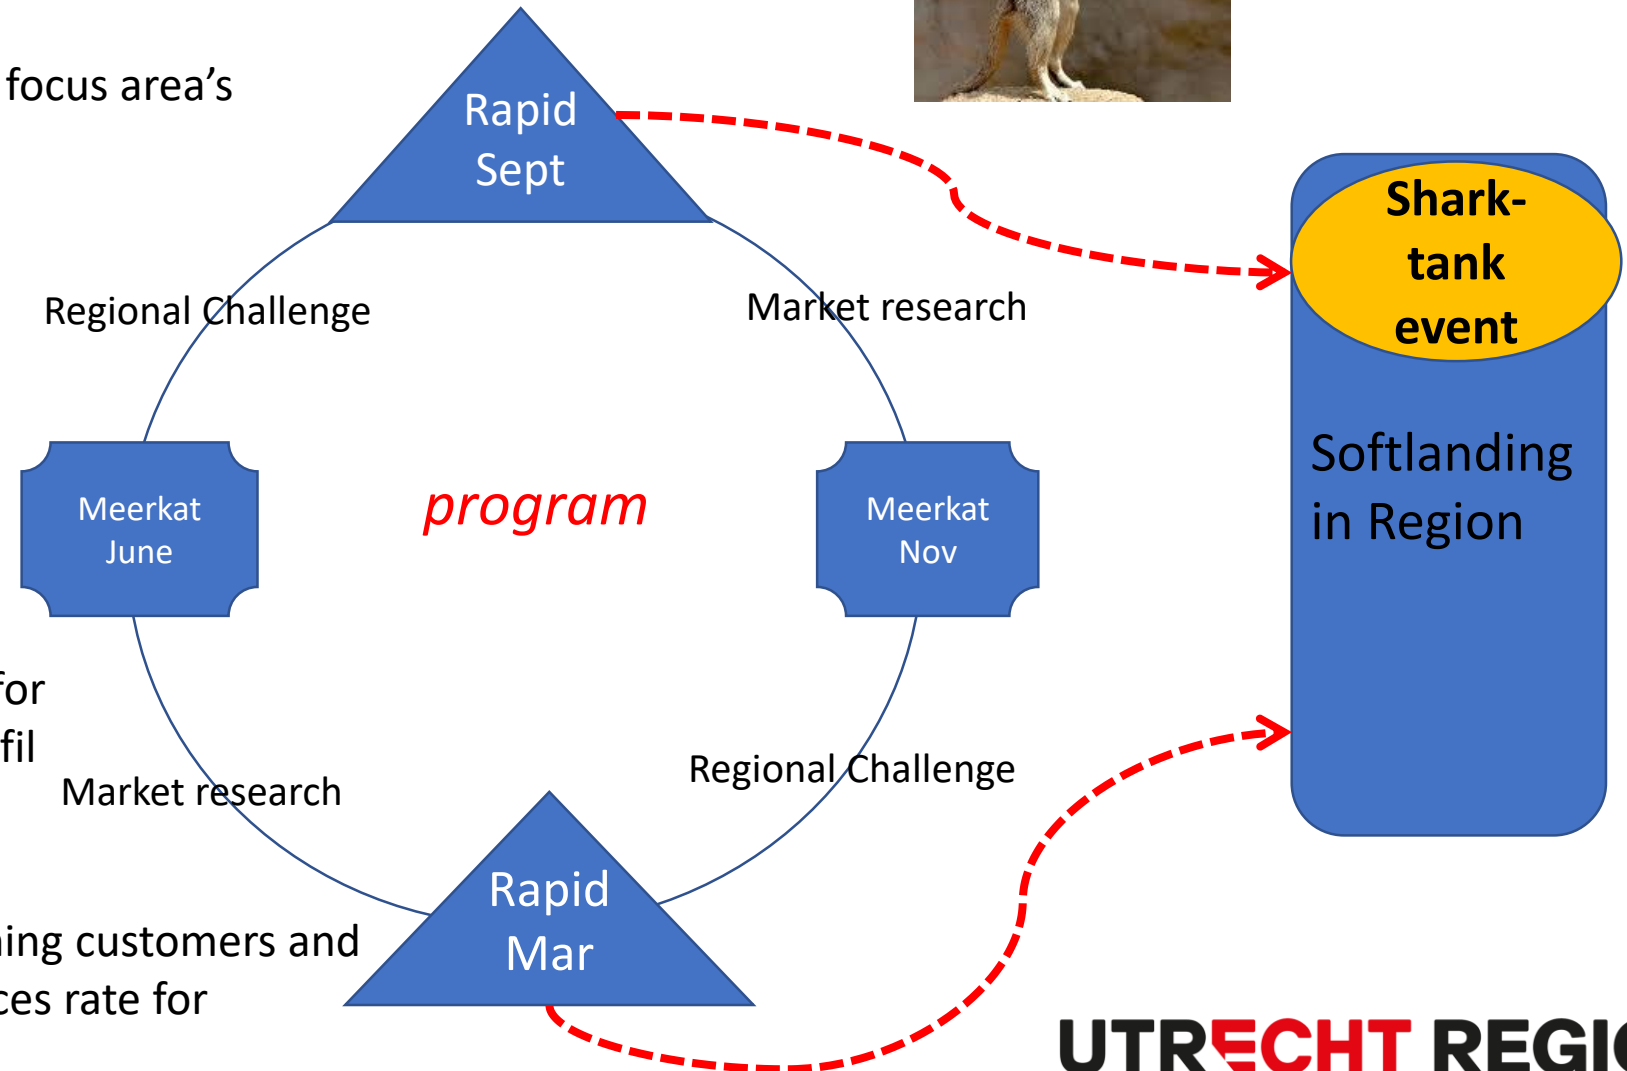 focus area's
Rapid
Sept
Shark-
tank
event
Regional Challenge
Market research
Softlanding
in Region
Meerkat
June
program
Meerkat
Nov
for
fil
Market research
Regional Challenge
Rapid
Mar
ing customers and
ces rate for
UTRECHT REGIO